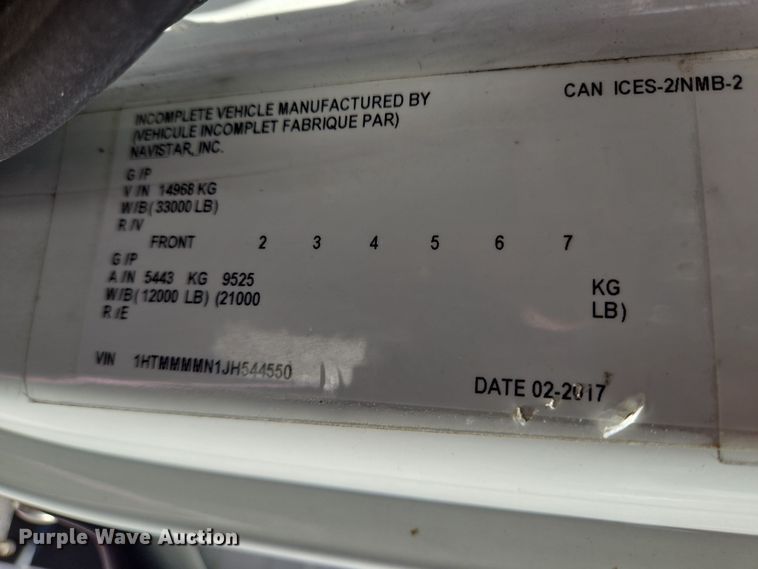 CAN ICES-2/NMB-2
INCOMPLETE VEHICLE MANUFACTURED BY
(VEHICULE INCOMPLET FABRIQUE PAR)
NAVISTAR, INC.
G /P
V /N 14968 KG
W/B( 33000 LB)
R /V
FRONT 2 3 4 5 6 7
G /P
A /N 5443 KG 9525 KG
W/B( 12000 LB) (21000 LB)
R /E
VIN 1HTMMMMN1JH544550
DATE 02-2017
Purple Wave Auction